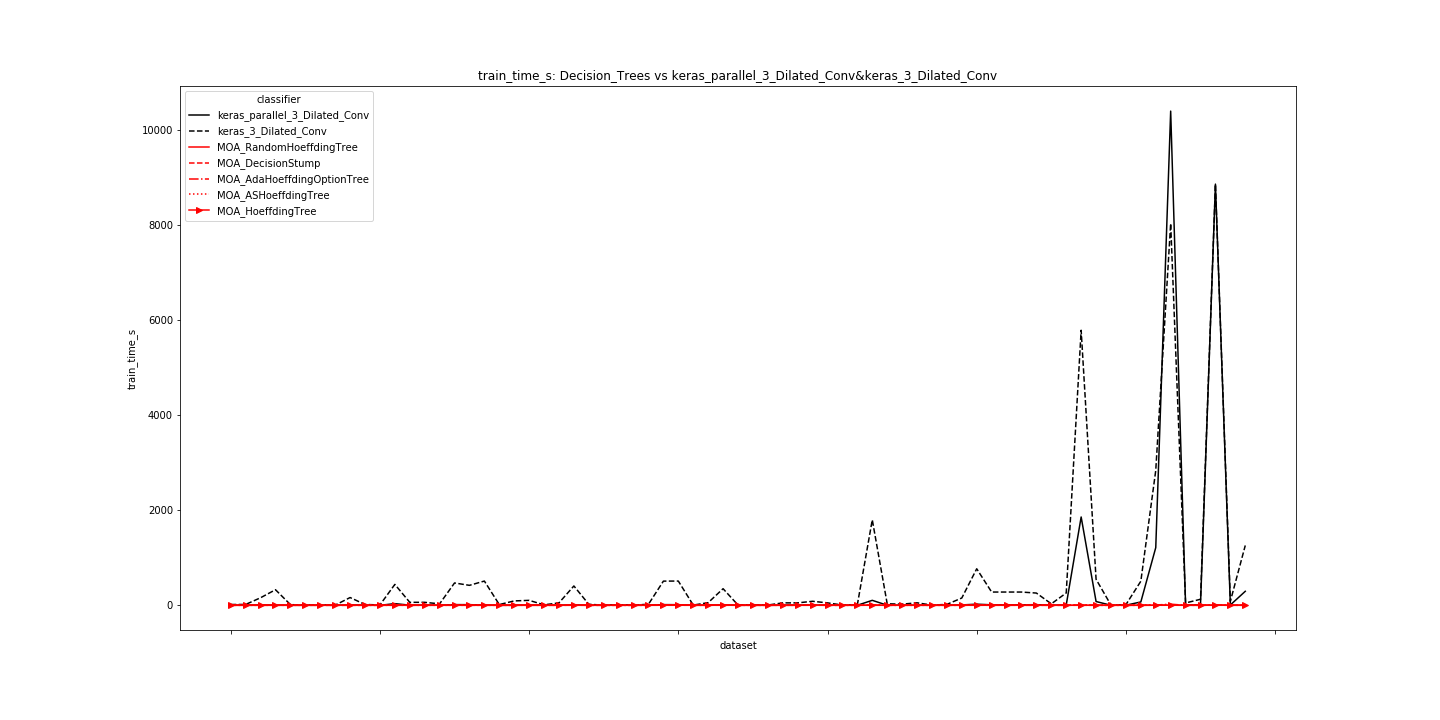 train_time_s: Decision_Trees vs keras_parallel_3_Dilated_Conv&keras_3_Dilated_Conv
classifier
keras_parallel_3_Dilated_Conv
keras_3_Dilated_Conv
MOA_RandomHoeffdingTree
MOA_DecisionStump
MOA_AdaHoeffdingOptionTree
MOA_ASHoeffdingTree
MOA_HoeffdingTree
10000
8000
6000
4000
2000
0
train_time_s
dataset